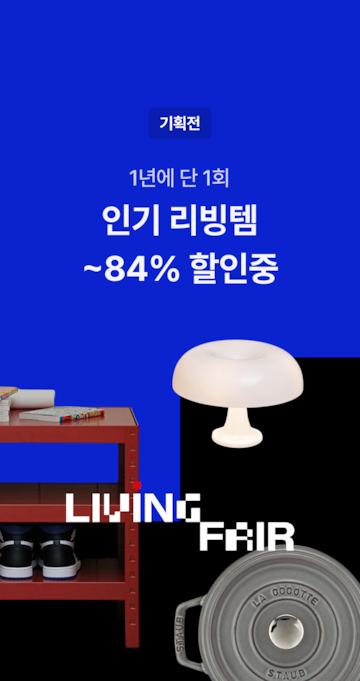 기획전
1년에 단 1회
인기 리빙템
~84% 할인중
LIVING
FAIR
LA COCOTTE
STAUB
STAUB